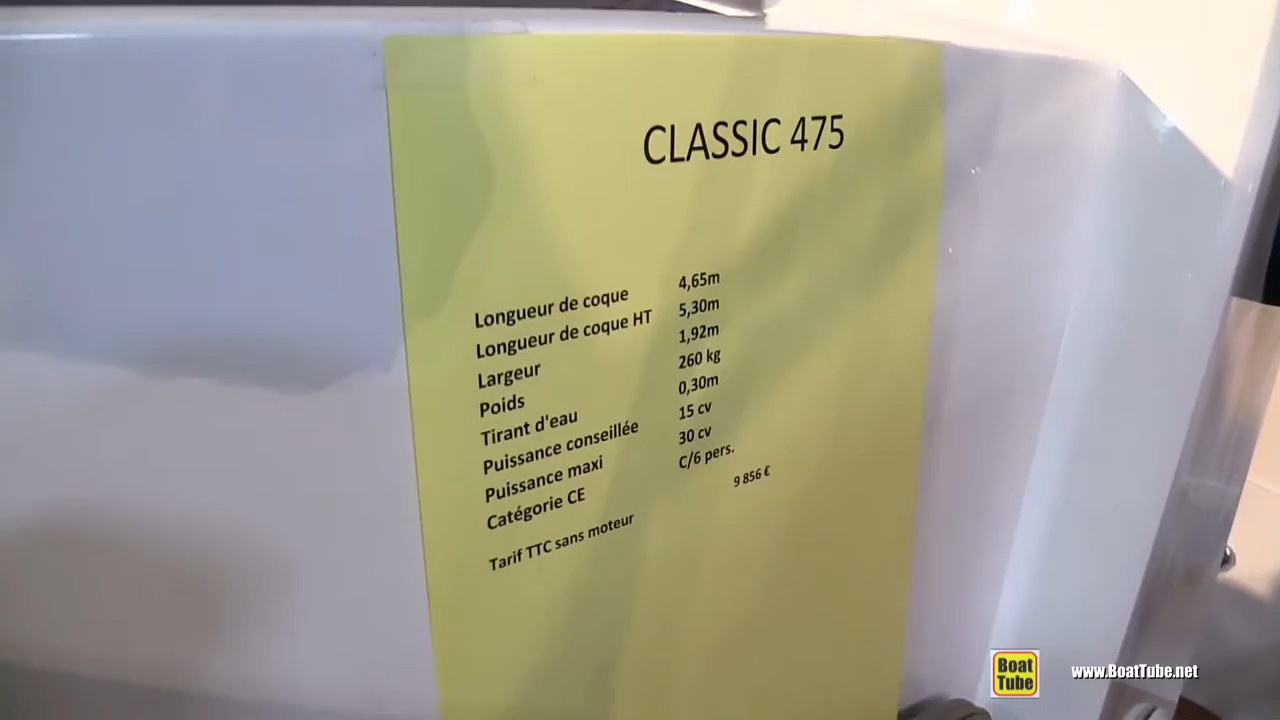 CLASSIC 475
Longueur de coque 4,65m
Longueur de coque HT 5,30m
Largeur 1,92m
Poids 260 kg
Tirant d'eau 0,30m
Puissance conseillée 15 cv
Puissance maxi 30 cv
Catégorie CE C/6 pers.
Tarif TTC sans moteur 9 856 €
Boat
Tube
www.BoatTube.net